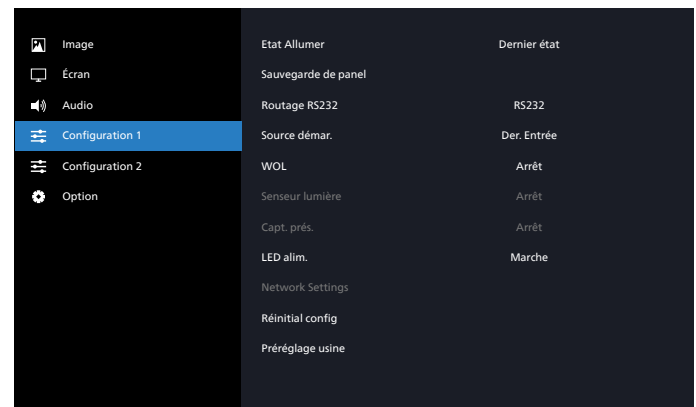 Image
Écran
Audio
Configuration 1
Configuration 2
Option
Etat Allumer Dernier état
Sauvegarde de panel
Routage RS232 RS232
Source démar. Der. Entrée
WOL Arrêt
Senseur lumière Arrêt
Capt. prés. Arrêt
LED alim. Marche
Network Settings
Réinitial config
Préréglage usine